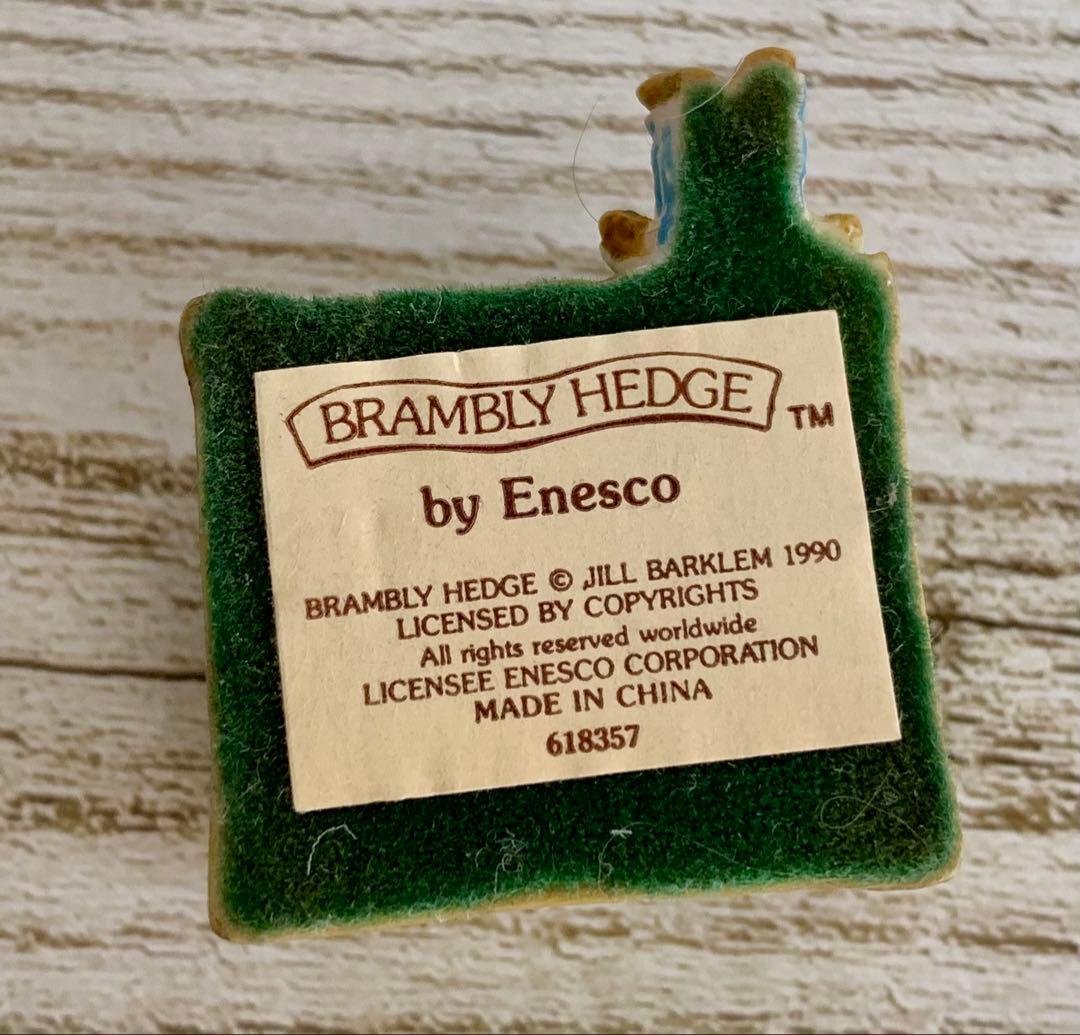 BRAMBLY HEDGE TM
by Enesco
BRAMBLY HEDGE © JILL BARKLEM 1990
LICENSED BY COPYRIGHTS
All rights reserved worldwide
LICENSEE ENESCO CORPORATION
MADE IN CHINA
618357